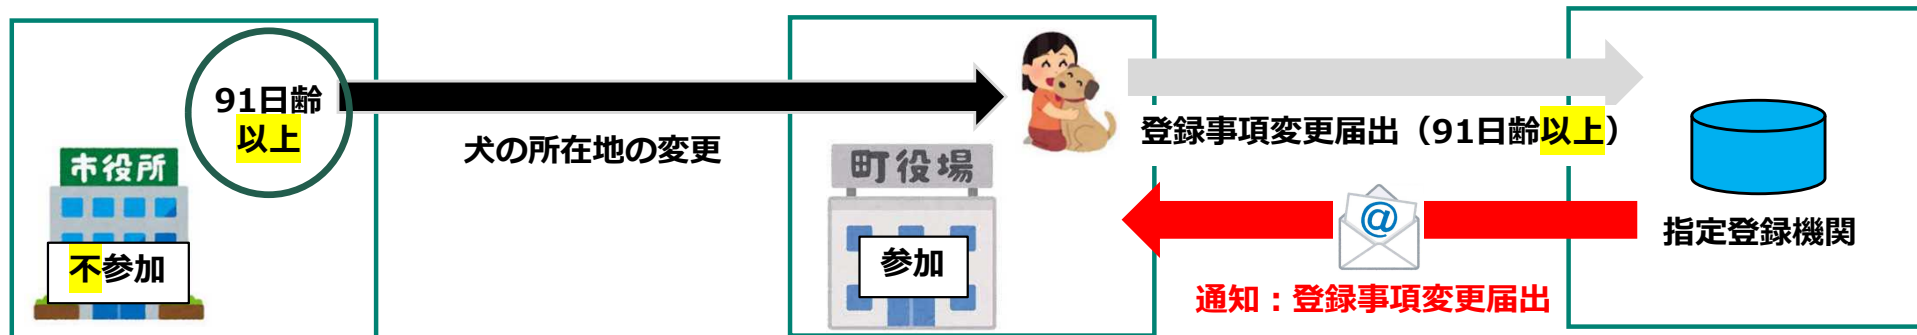 91日齢
以上
市役所
不参加
犬の所在地の変更
町役場
参加
登録事項変更届出（91日齢以上）
@
通知：登録事項変更届出
指定登録機関